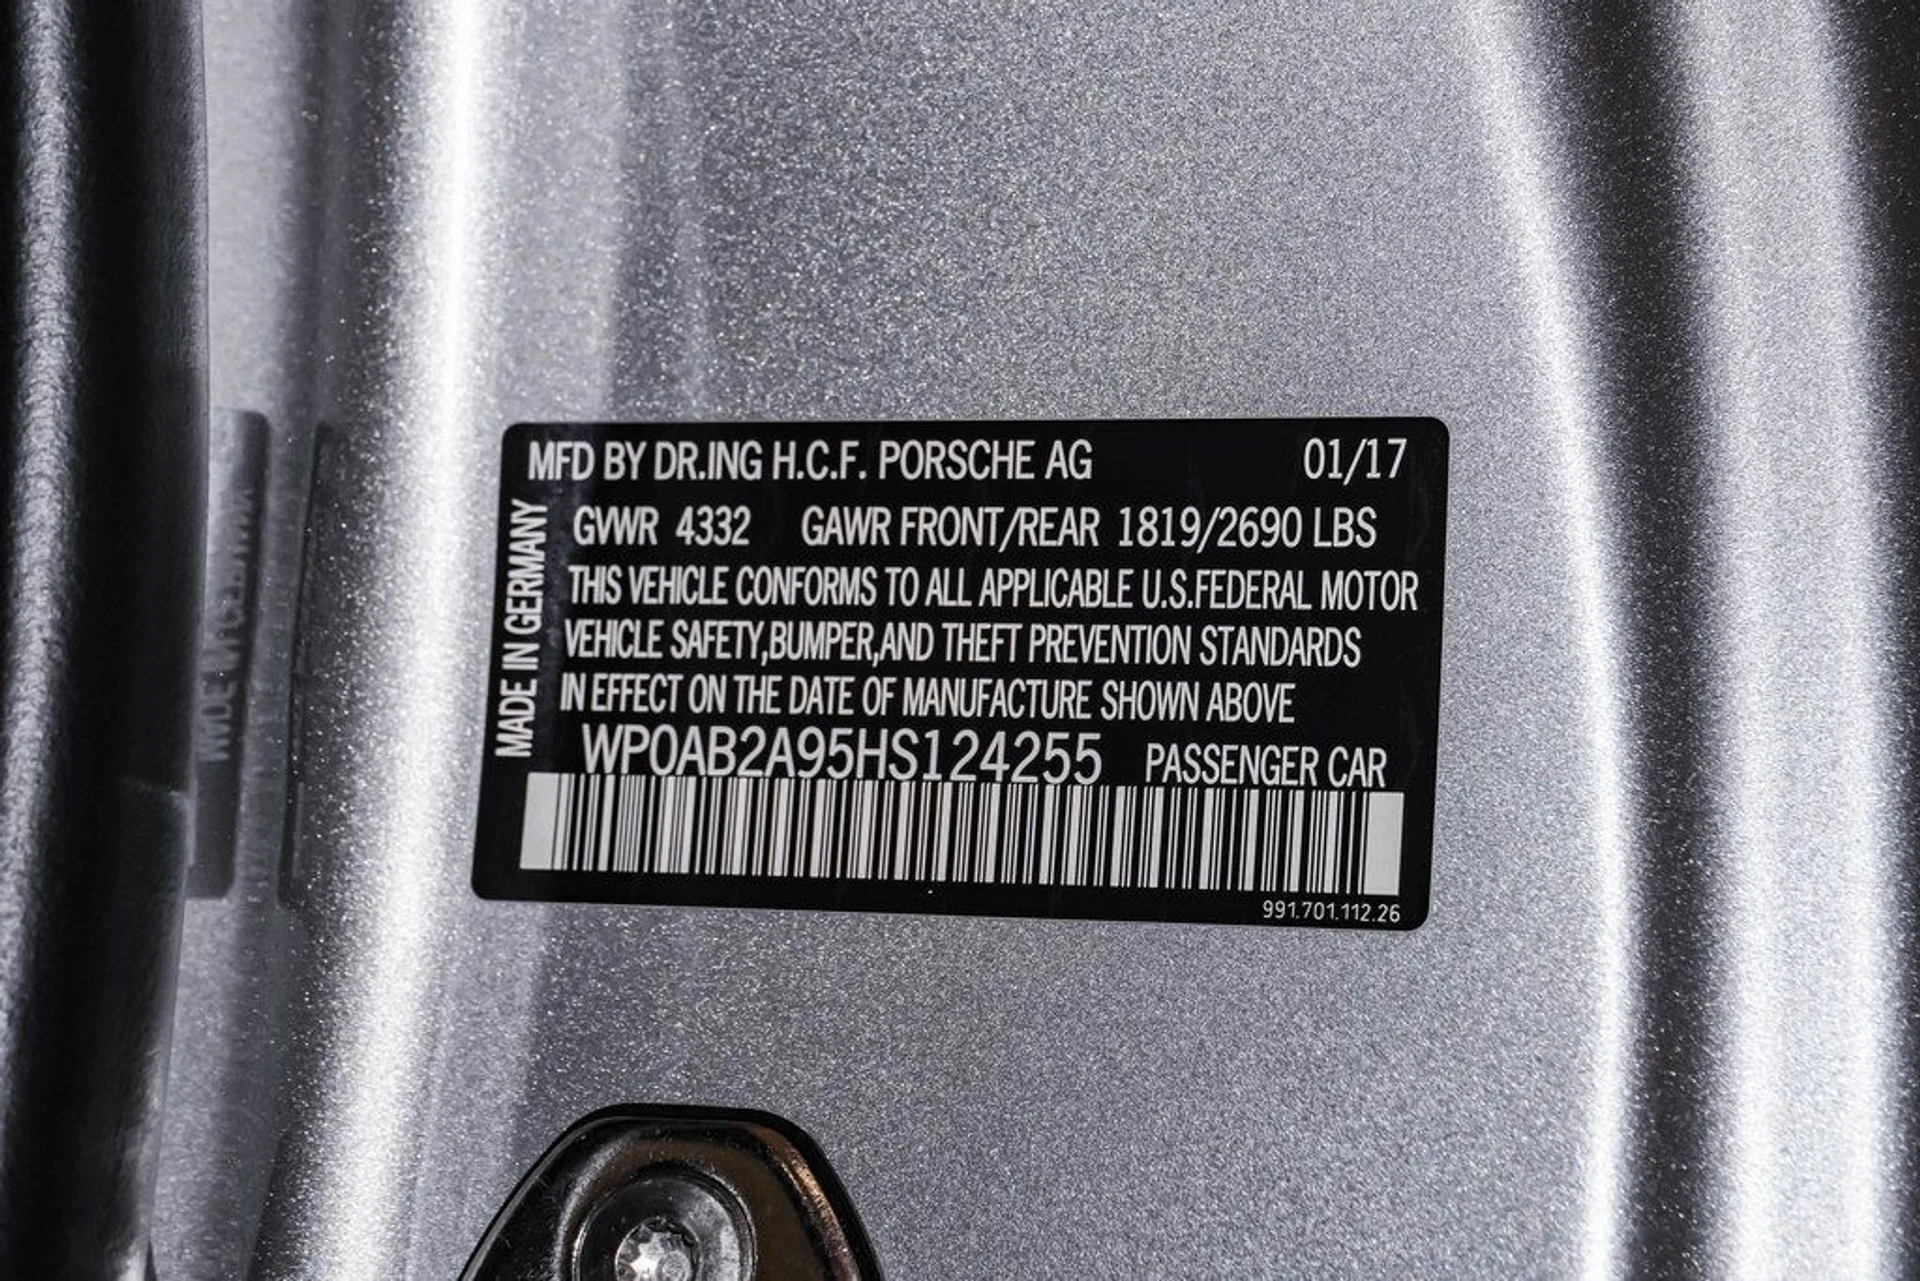 MFD BY DR.ING H.C.F. PORSCHE AG 01/17
GVWR 4332 GAWR FRONT/REAR 1819/2690 LBS
THIS VEHICLE CONFORMS TO ALL APPLICABLE U.S.FEDERAL MOTOR
VEHICLE SAFETY,BUMPER,AND THEFT PREVENTION STANDARDS
IN EFFECT ON THE DATE OF MANUFACTURE SHOWN ABOVE
WP0AB2A95HS124255 PASSENGER CAR
991.701.112.26
MADE IN GERMANY